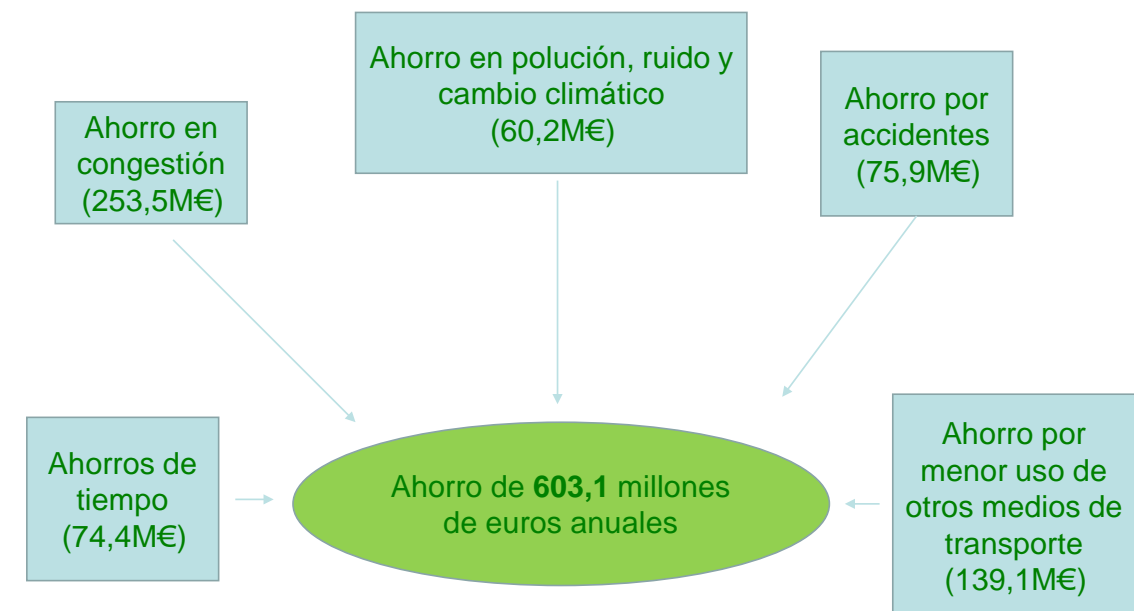 Ahorro en polución, ruido y
cambio climático
(60,2M€)
Ahorro en
congestión
(253,5M€)
Ahorro por
accidentes
(75,9M€)
Ahorros de
tiempo
(74,4M€)
Ahorro de 603,1 millones
de euros anuales
Ahorro por
menor uso de
otros medios de
transporte
(139,1M€)